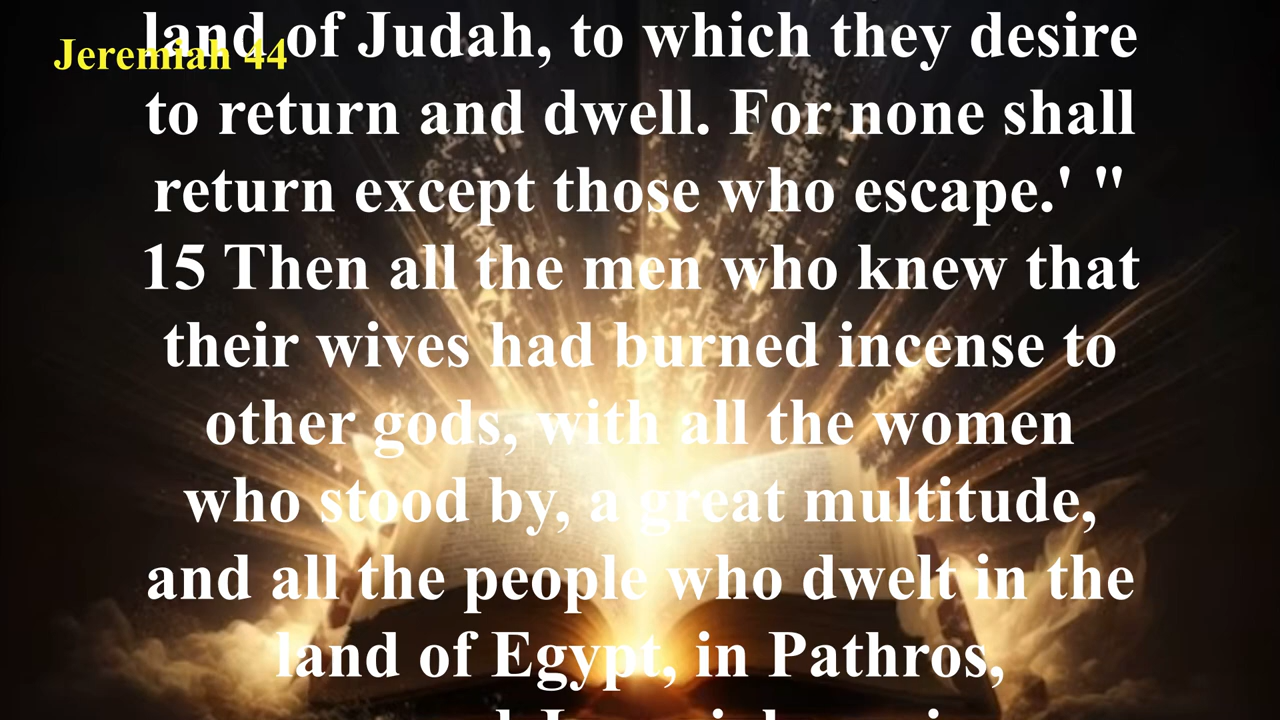 Jeremiah 44
land of Judah, to which they desire
to return and dwell. For none shall
return except those who escape.' "
15 Then all the men who knew that
their wives had burned incense to
other gods, with all the women
who stood by, a great multitude,
and all the people who dwelt in the
land of Egypt, in Pathros,